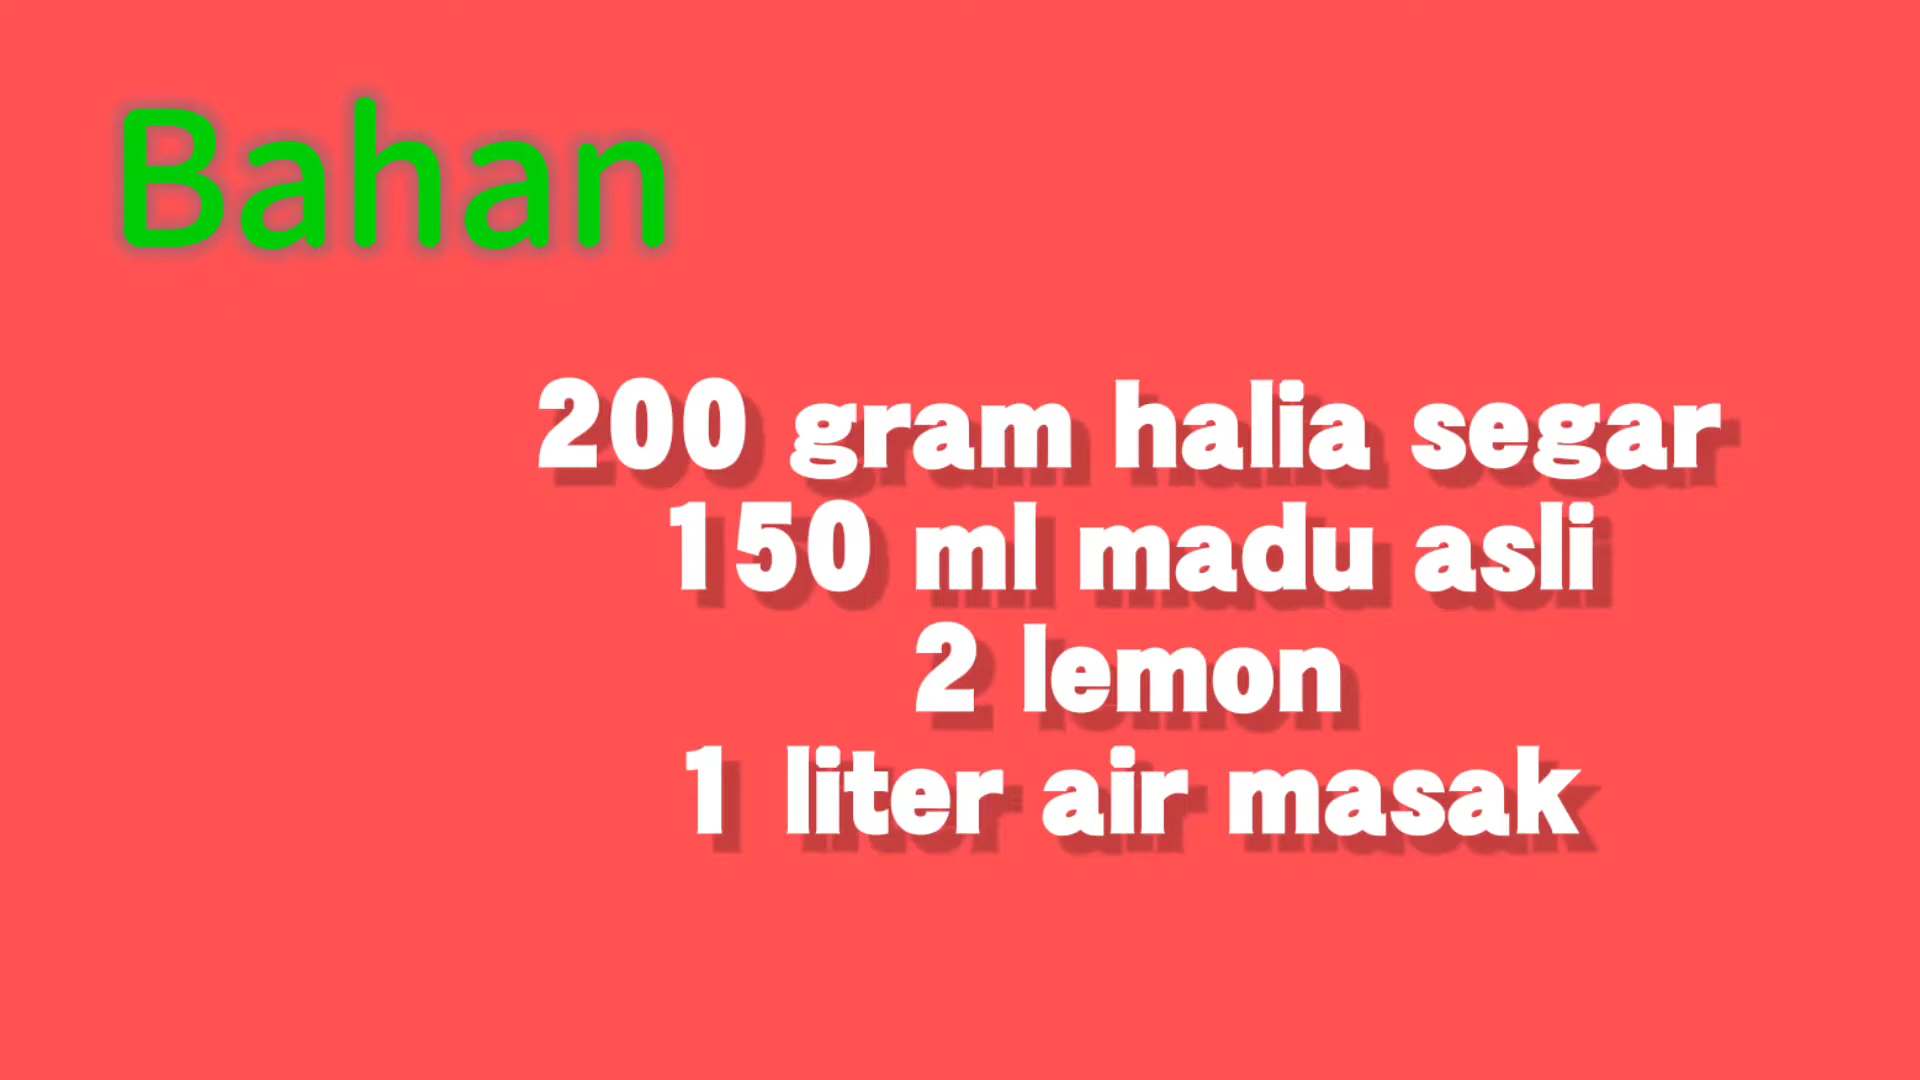 Bahan
200 gram halia segar
150 ml madu asli
2 lemon
1 liter air masak